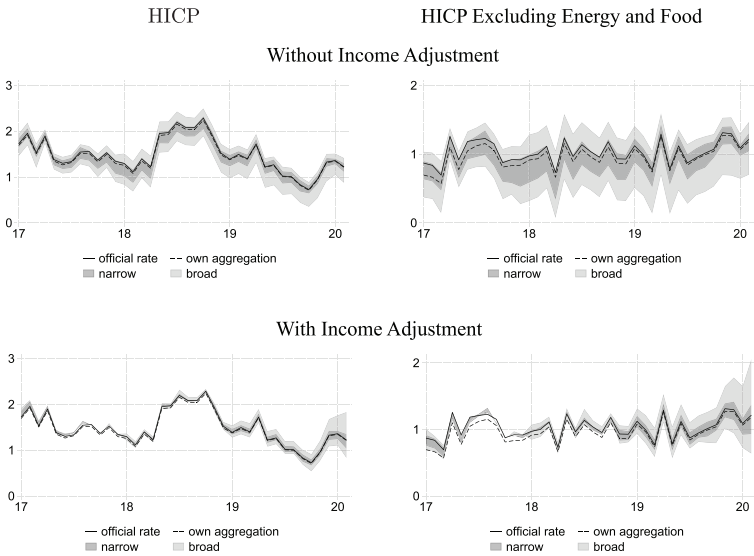 HICP
HICP Excluding Energy and Food
Without Income Adjustment
3
2
1
0
17 18 19 20
official rate own aggregation
narrow broad
2
1
0
17 18 19 20
official rate own aggregation
narrow broad
With Income Adjustment
3
2
1
0
17 18 19 20
official rate own aggregation
narrow broad
2
1
0
17 18 19 20
official rate own aggregation
narrow broad